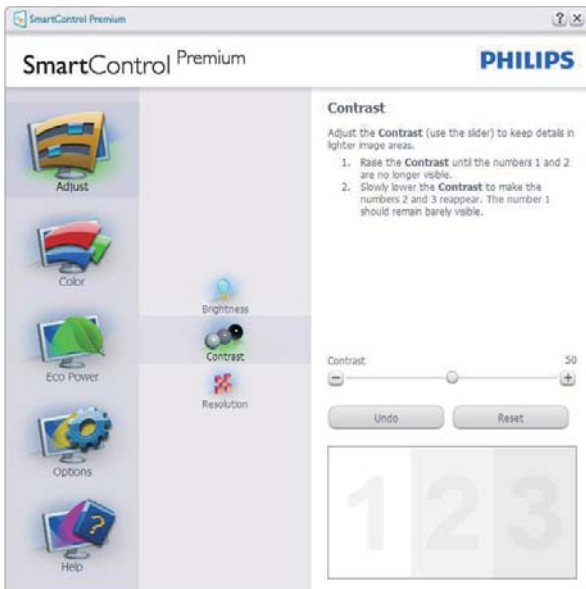 SmartControl Premium
? ×
SmartControl Premium
PHILIPS
Adjust
Color
Eco Power
Options
Help
Brightness
Contrast
Resolution
Contrast
Adjust the Contrast (use the slider) to keep details in
lighter image areas.
1. Raise the Contrast until the numbers 1 and 2
are no longer visible.
2. Slowly lower the Contrast to make the
numbers 2 and 3 reappear. The number 1
should remain barely visible.
Contrast 50
Undo Reset
1 2 3